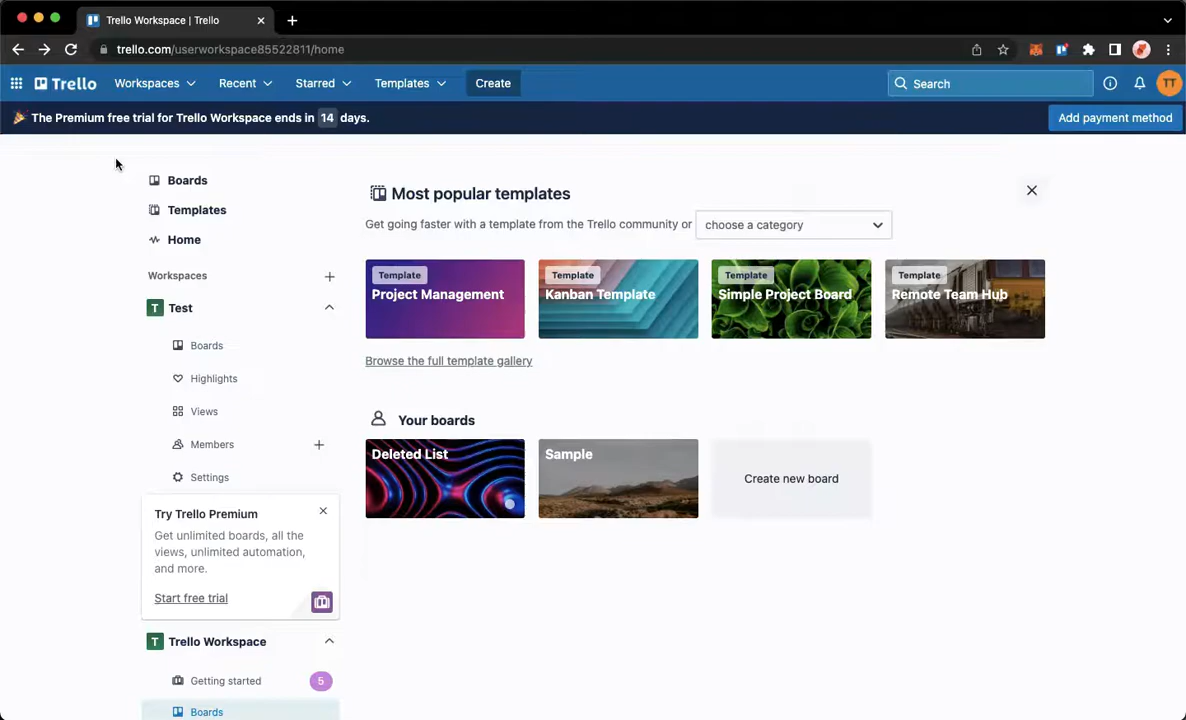 Trello Workspace | Trello
trello.com/userworkspace85522811/home
Trello Workspaces Recent Starred Templates Create Search TT
The Premium free trial for Trello Workspace ends in 14 days. Add payment method
Boards
Templates
Home
Workspaces
T Test
Boards
Highlights
Views
Members
Settings
Try Trello Premium
Get unlimited boards, all the
views, unlimited automation,
and more.
Start free trial
T Trello Workspace
Getting started 5
Boards
Most popular templates
Get going faster with a template from the Trello community or choose a category
Template
Project Management
Template
Kanban Template
Template
Simple Project Board
Template
Remote Team Hub
Browse the full template gallery
Your boards
Deleted List
Sample
Create new board